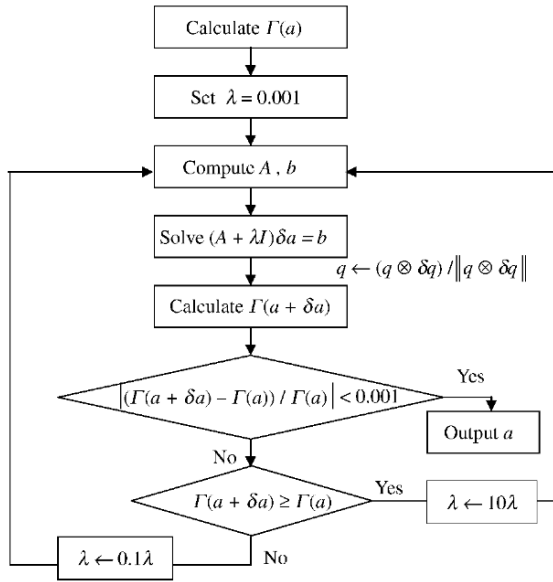 Calculate Γ(a)
Set λ = 0.001
Compute A , b
Solve (A + λI)δa = b
q ← (q ⊗ δq) / ‖q ⊗ δq‖
Calculate Γ(a + δa)
|(Γ(a + δa) − Γ(a)) / Γ(a)| < 0.001
Yes
Output a
No
Γ(a + δa) ≥ Γ(a)
Yes
λ ← 10λ
λ ← 0.1λ
No